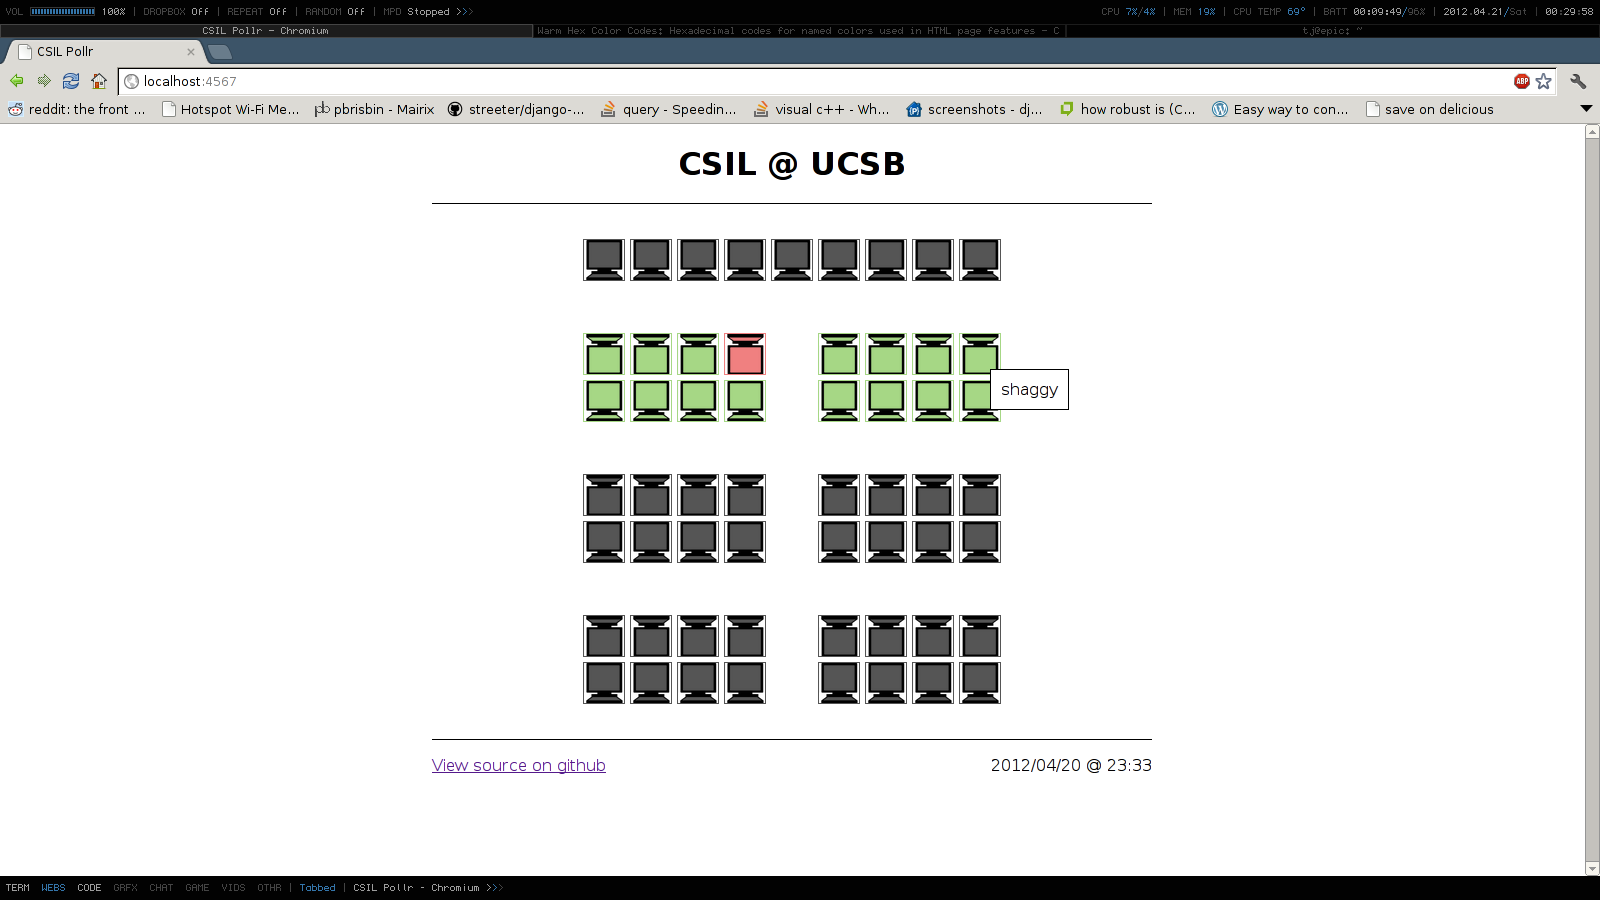 VOL 100% | DROPBOX Off | REPEAT Off | RANDOM Off | MPD Stopped >>> CPU 7%/4% | MEM 19% | CPU TEMP 69° | BATT 00:09:49/96% | 2012.04.21/Sat | 00:29:58
CSIL Pollr - Chromium Warm Hex Color Codes: Hexadecimal codes for named colors used in HTML page features - C tj@epic: ~
CSIL Pollr
localhost:4567 ABP
reddit: the front ... Hotspot Wi-Fi Me... pb pbrisbin - Mairix streeter/django-... query - Speedin... visual c++ - Wh... screenshots - dj... how robust is (C... Easy way to con... save on delicious
CSIL @ UCSB
shaggy
View source on github 2012/04/20 @ 23:33
TERM WEBS CODE GRFX CHAT GAME VIDS OTHR | Tabbed | CSIL Pollr - Chromium >>>